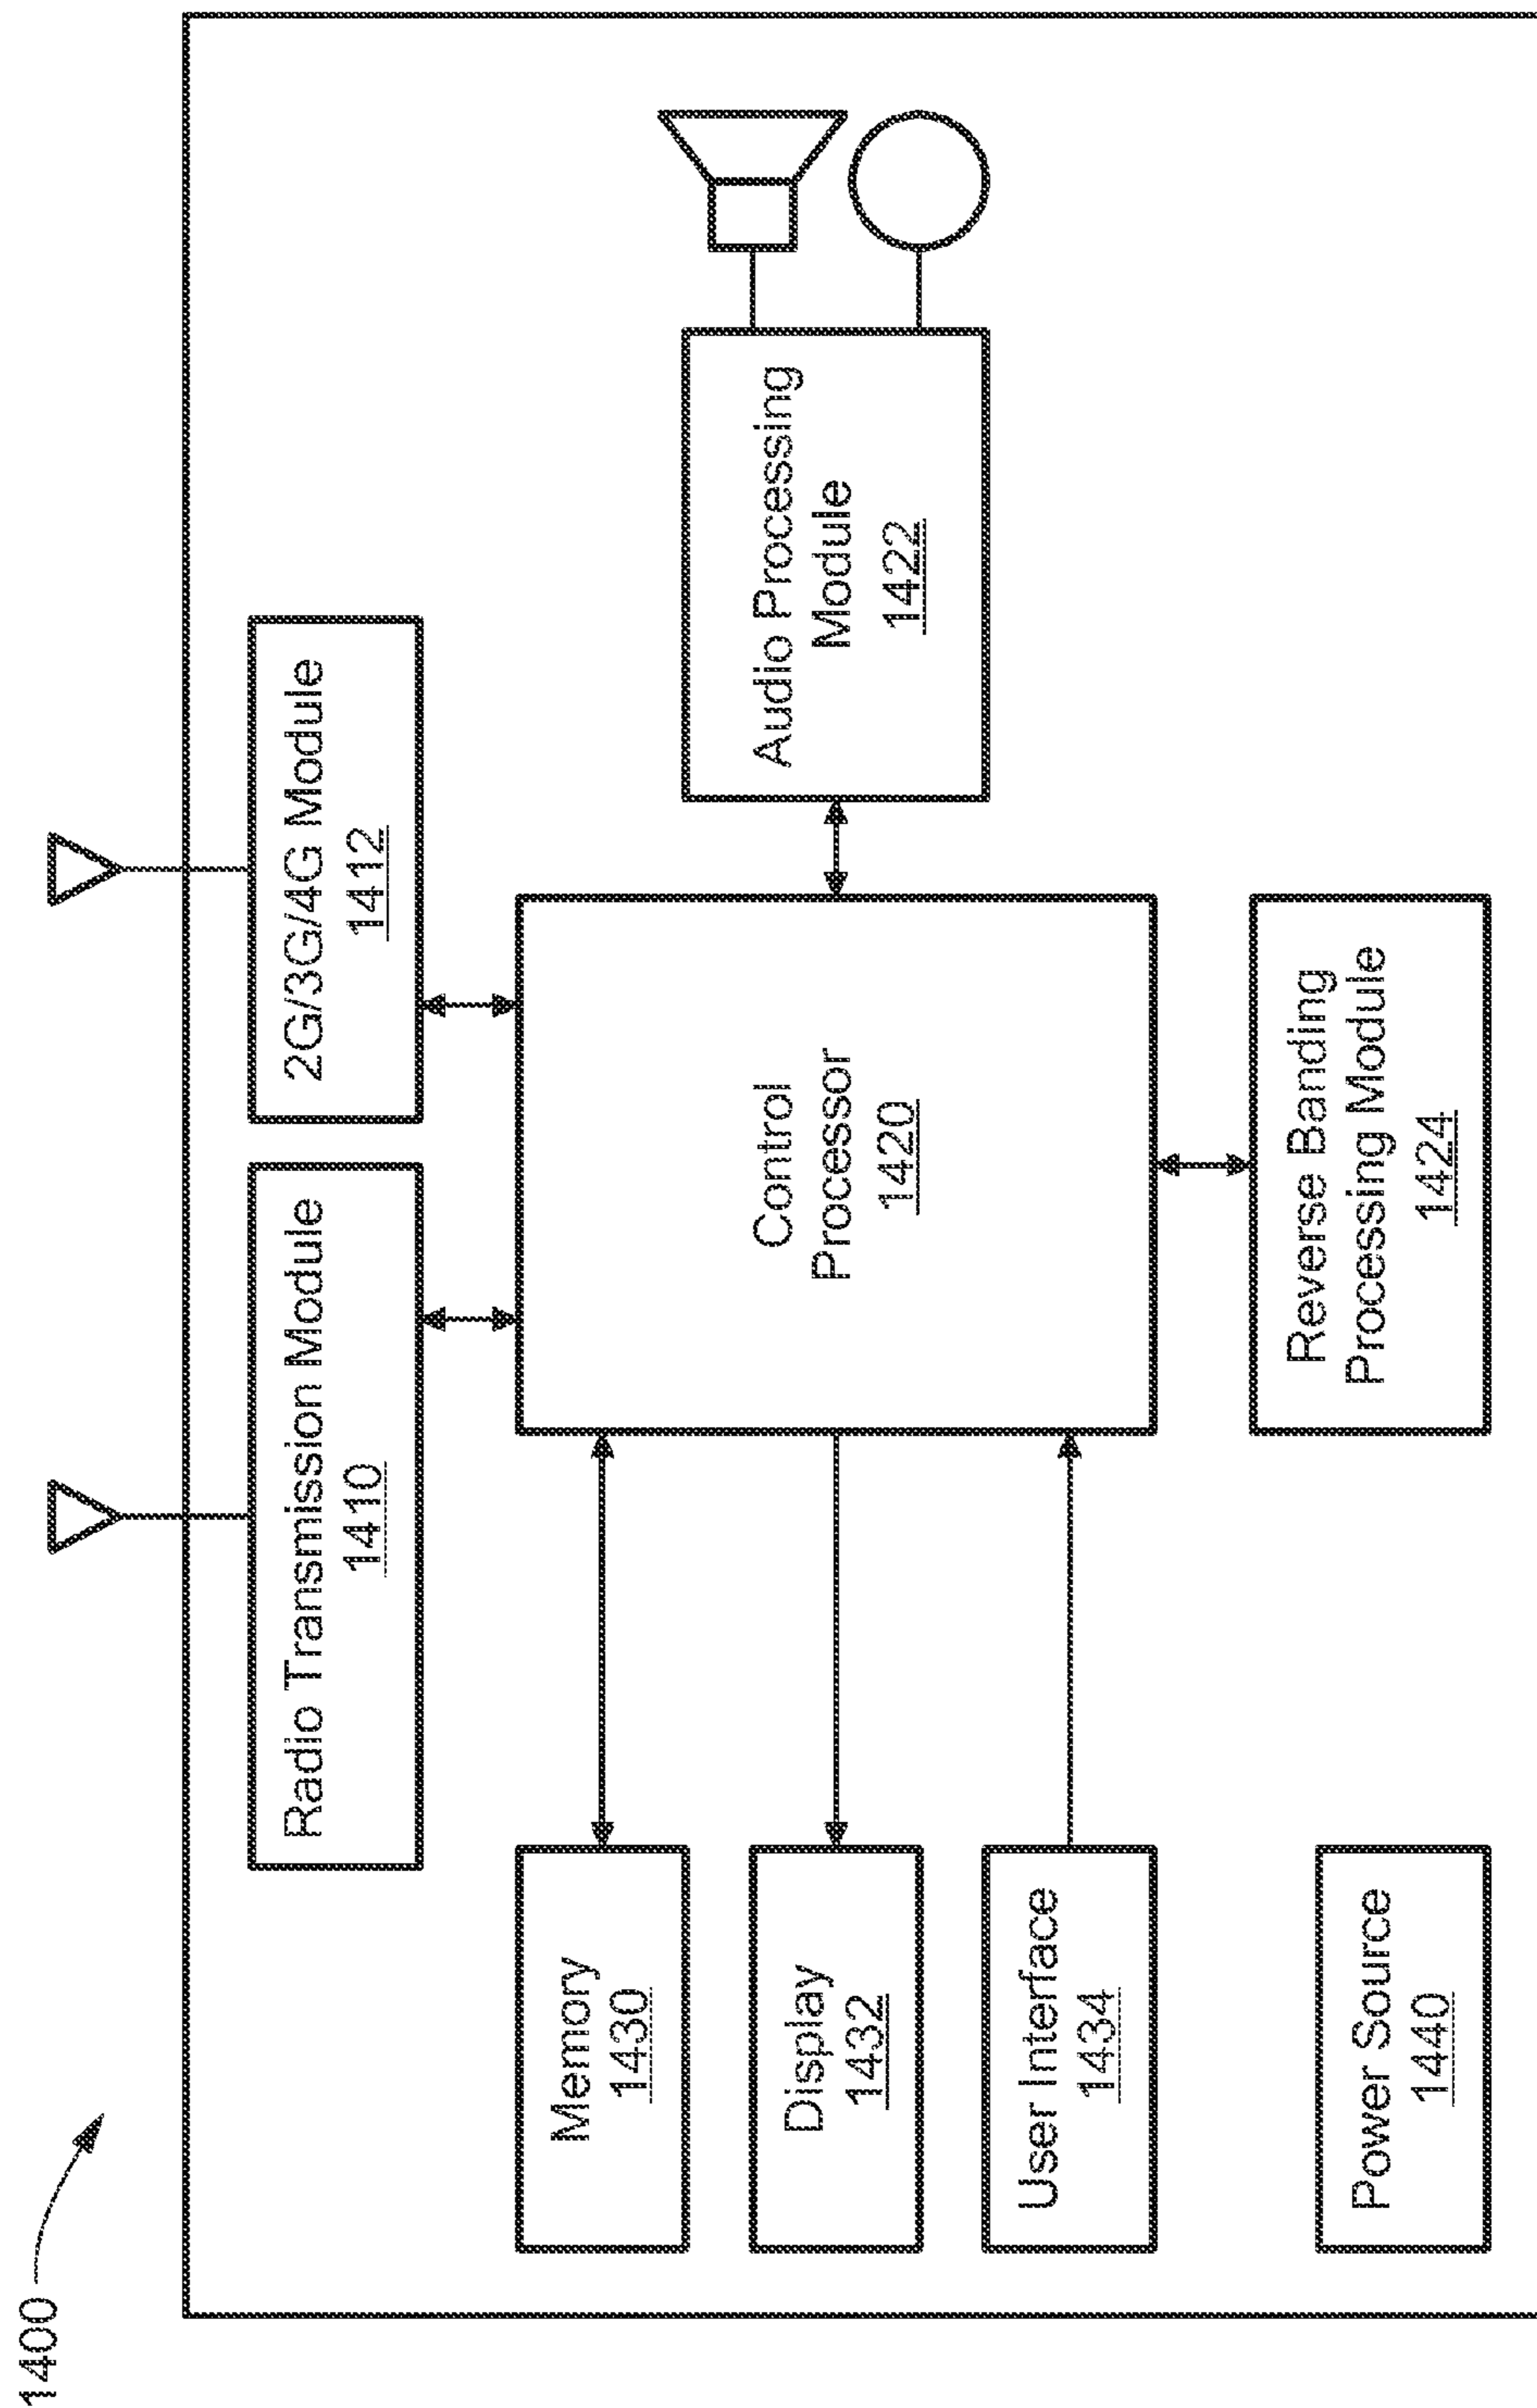 1400
Radio Transmission Module
1410
2G/3G/4G Module
1412
Memory
1430
Display
1432
User Interface
1434
Power Source
1440
Control
Processor
1420
Audio Processing
Module
1422
Reverse Banding
Processing Module
1424